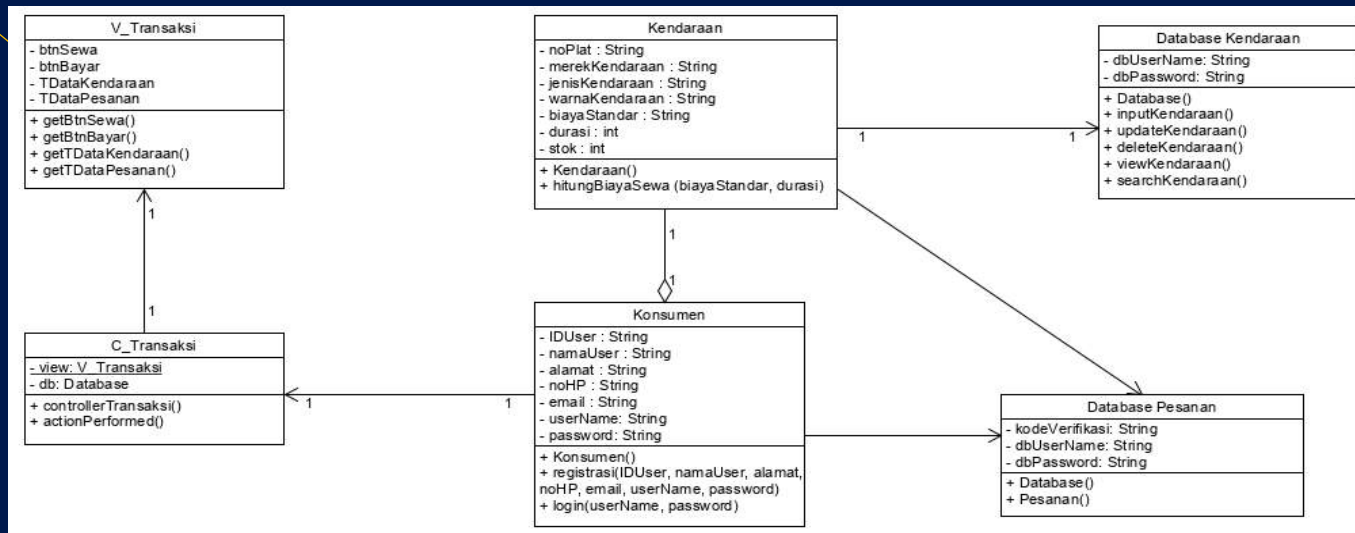 V_Transaksi
- btnSewa
- btnBayar
- TDataKendaraan
- TDataPesanan
+ getBtnSewa()
+ getBtnBayar()
+ getTDataKendaraan()
+ getTDataPesanan()
Kendaraan
- noPlat : String
- merekKendaraan : String
- jenisKendaraan : String
- warnaKendaraan : String
- biayaStandar : String
- durasi : int
- stok : int
+ Kendaraan()
+ hitungBiayaSewa (biayaStandar, durasi)
Database Kendaraan
- dbUserName: String
- dbPassword: String
+ Database()
+ inputKendaraan()
+ updateKendaraan()
+ deleteKendaraan()
+ viewKendaraan()
+ searchKendaraan()
1
1
1
1
1
1
C_Transaksi
- view: V_Transaksi
- db: Database
+ controllerTransaksi()
+ actionPerformed()
1
1
Konsumen
- IDUser : String
- namaUser : String
- alamat : String
- noHP : String
- email : String
- userName: String
- password: String
+ Konsumen()
+ registrasi(IDUser, namaUser, alamat,
noHP, email, userName, password)
+ login(userName, password)
Database Pesanan
- kodeVerifikasi: String
- dbUserName: String
- dbPassword: String
+ Database()
+ Pesanan()